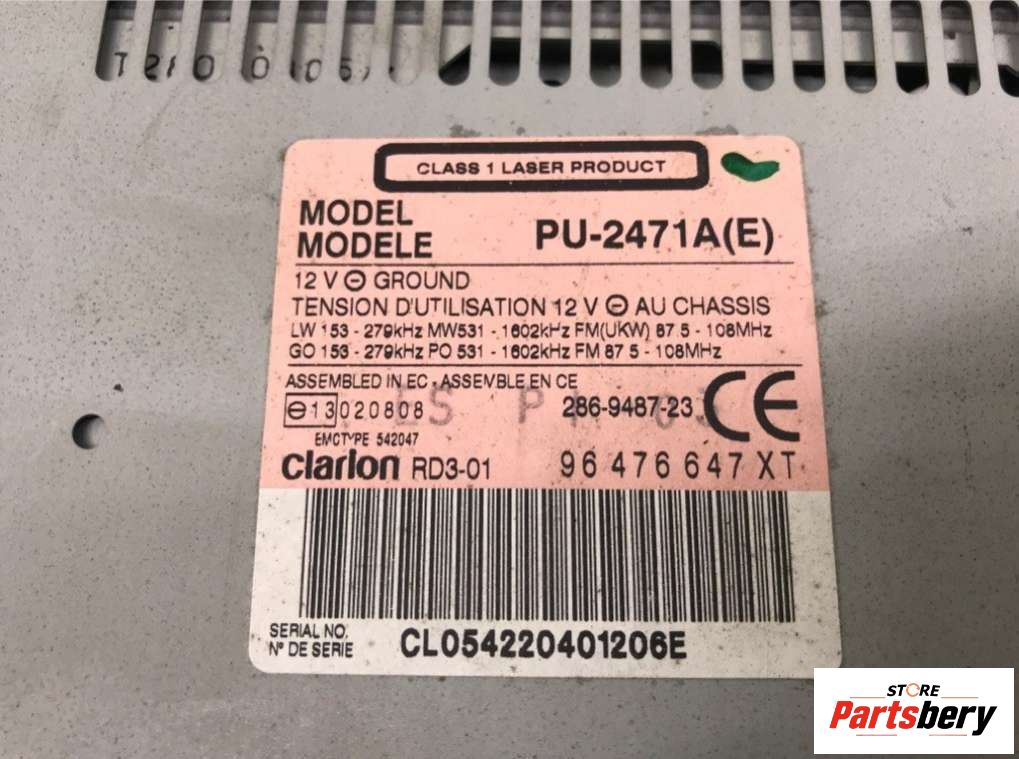 CLASS 1 LASER PRODUCT
MODEL
MODELE PU-2471A(E)
12 V ⊖ GROUND
TENSION D'UTILISATION 12 V ⊖ AU CHASSIS
LW 153 - 279kHz MW531 - 1602kHz FM(UKW) 87.5 - 108MHz
GO 153 - 279kHz PO 531 - 1602kHz FM 87.5 - 108MHz
ASSEMBLED IN EC - ASSEMBLE EN CE
e13 020808 286-9487-23 CE
EMCTYPE 542047
clarion RD3-01 96 476 647 XT
SERIAL NO.
N° DE SERIE CL054220401206E
STORE
Partsbery